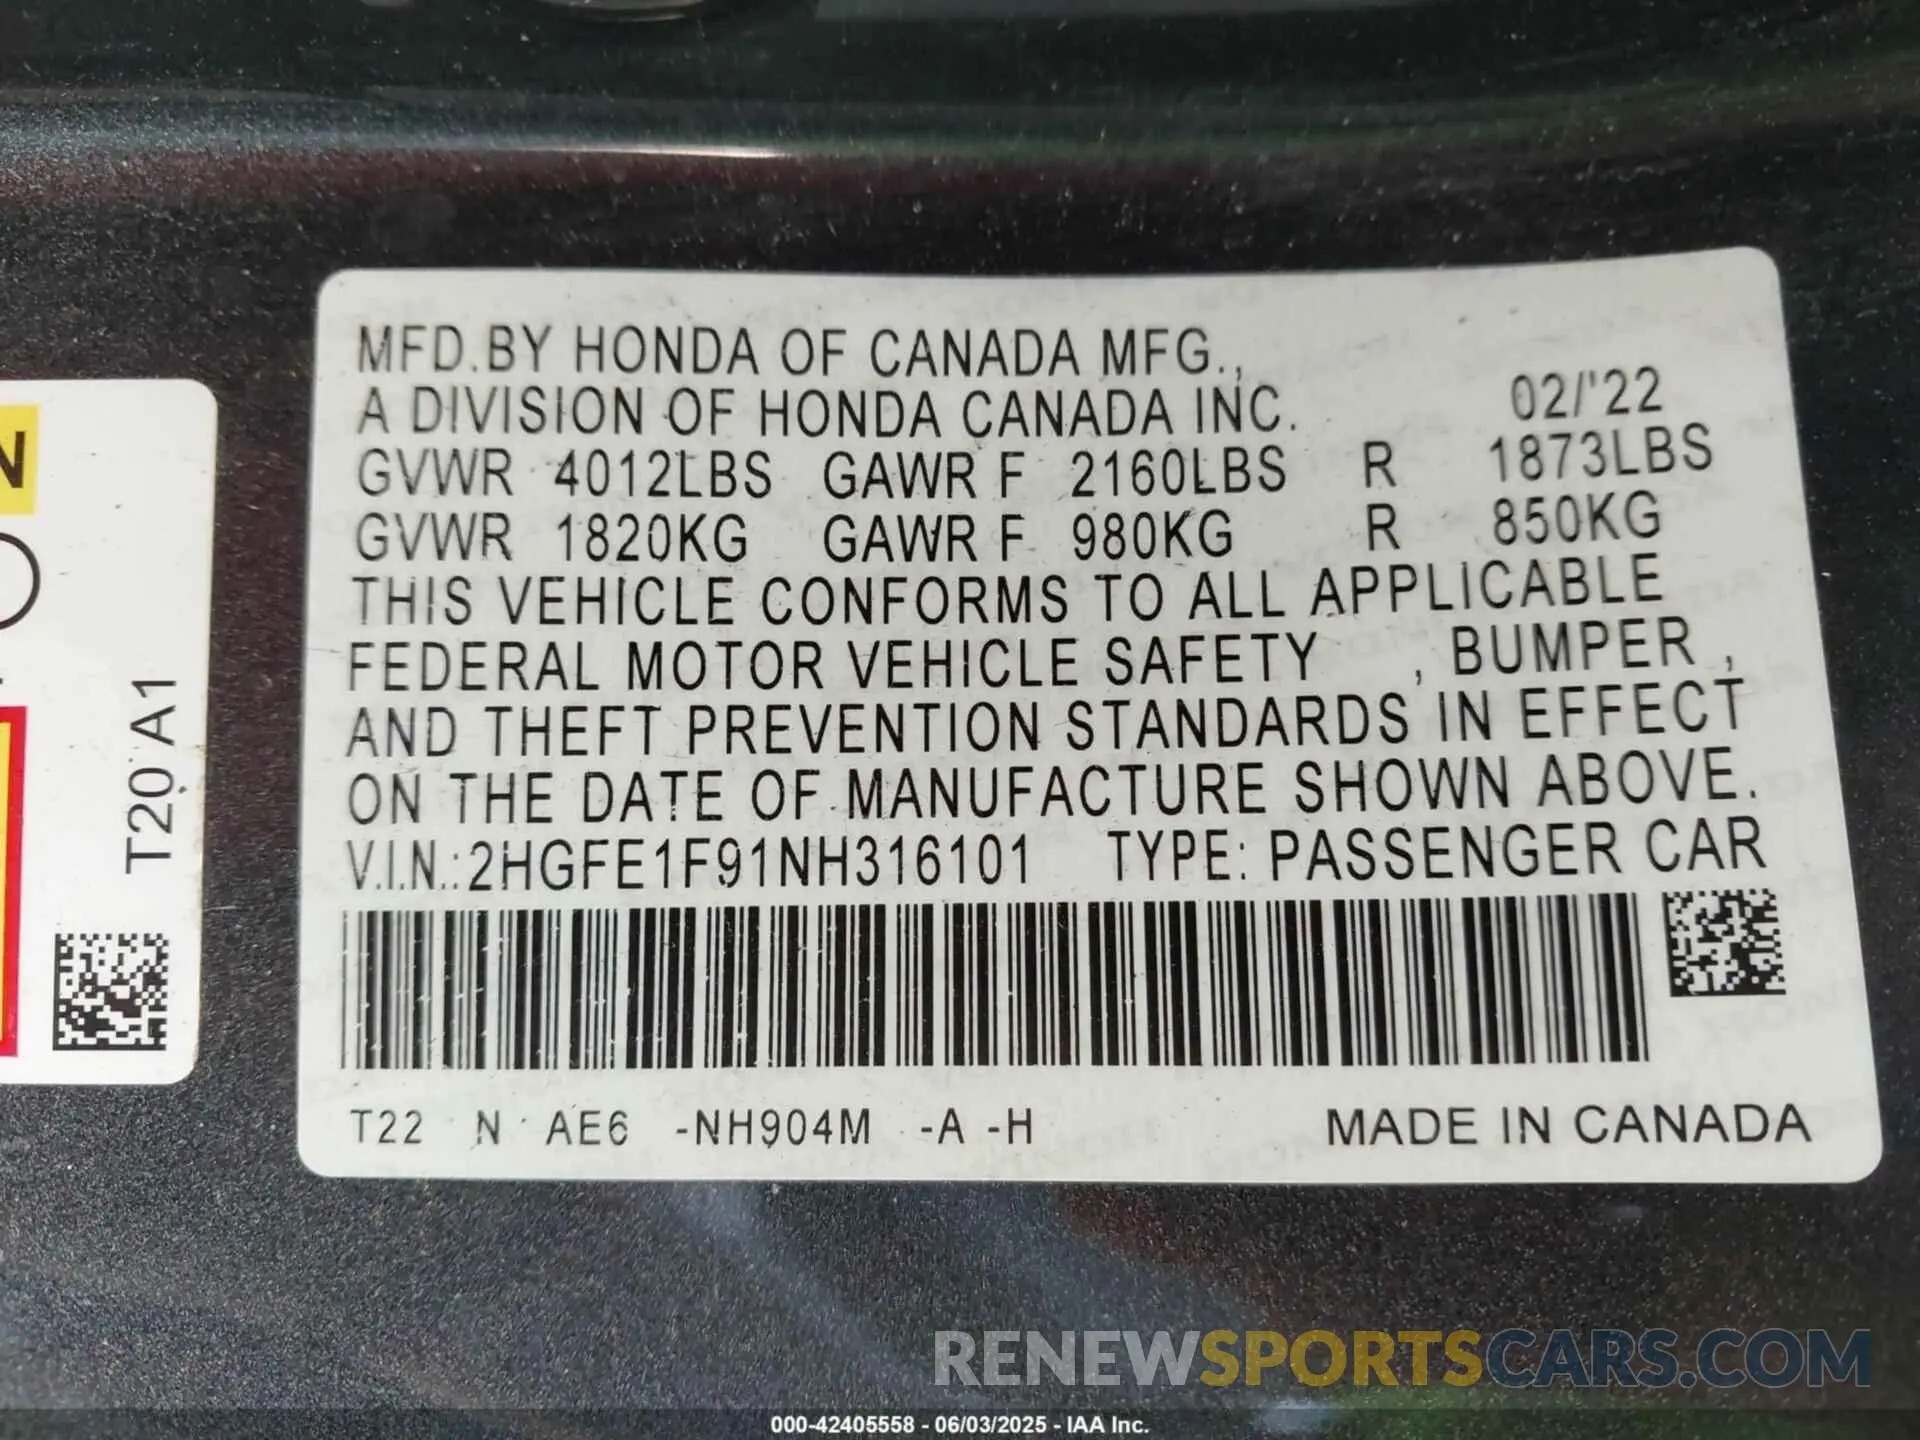 MFD.BY HONDA OF CANADA MFG.,
A DIVISION OF HONDA CANADA INC. 02/'22
GVWR 4012LBS GAWR F 2160LBS R 1873LBS
GVWR 1820KG GAWR F 980KG R 850KG
THIS VEHICLE CONFORMS TO ALL APPLICABLE
FEDERAL MOTOR VEHICLE SAFETY , BUMPER ,
AND THEFT PREVENTION STANDARDS IN EFFECT
ON THE DATE OF MANUFACTURE SHOWN ABOVE.
V.I.N.: 2HGFE1F91NH316101 TYPE: PASSENGER CAR
T22 N AE6 -NH904M -A -H MADE IN CANADA
N
T20 A1
RENEWSPORTSCARS.COM
000-42405558 - 06/03/2025 - IAA Inc.